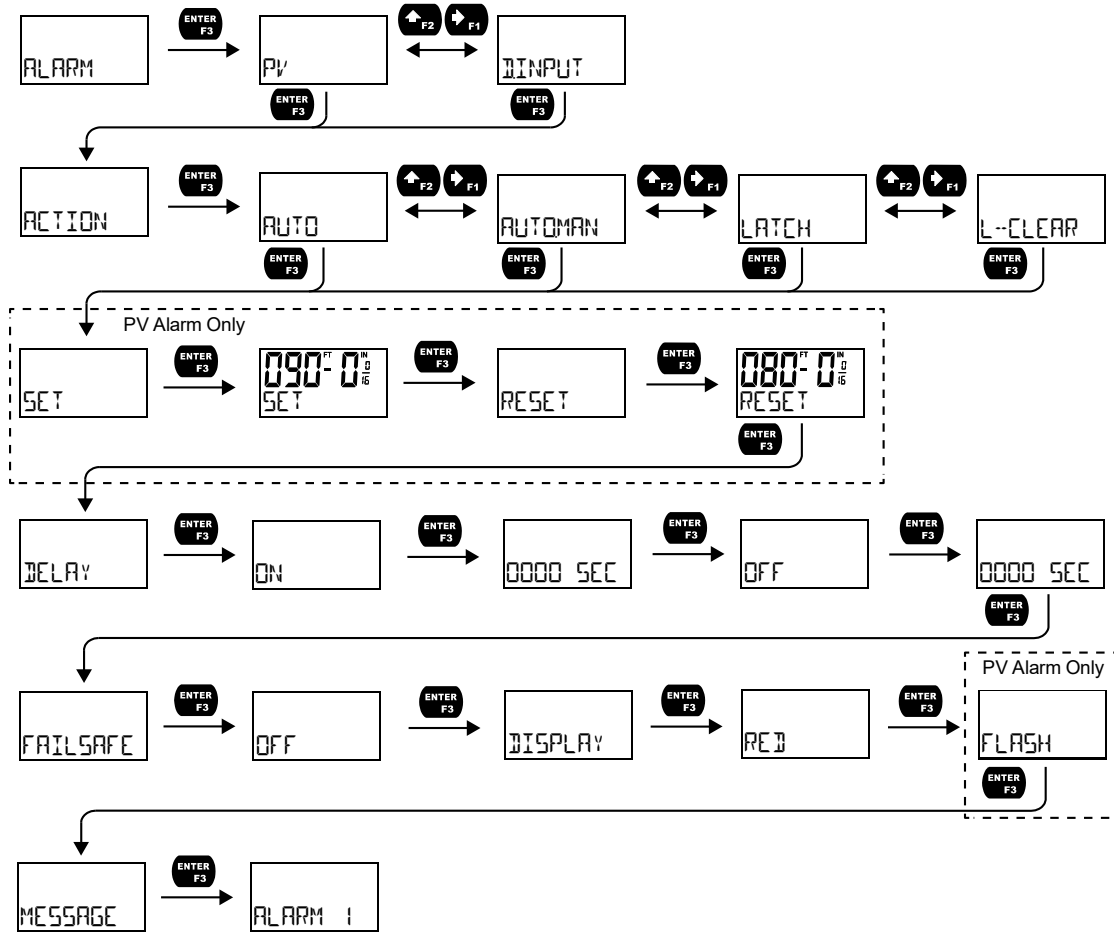 ENTER F3
F2 F1
ALARM
PV
D.INPUT
ENTER F3
ENTER F3
ENTER F3
F2 F1
F2 F1
F2 F1
ACTION
AUTO
AUTO.MAN
LATCH
L--CLEAR
ENTER F3
ENTER F3
ENTER F3
ENTER F3
PV Alarm Only
ENTER F3
ENTER F3
ENTER F3
090 FT - 0 IN 0/16
080 FT - 0 IN 0/16
SET
SET
RESET
RESET
ENTER F3
ENTER F3
ENTER F3
ENTER F3
ENTER F3
DELAY
ON
0000 SEC
OFF
0000 SEC
ENTER F3
PV Alarm Only
ENTER F3
ENTER F3
ENTER F3
ENTER F3
FAILSAFE
OFF
DISPLAY
RED
FLASH
ENTER F3
ENTER F3
MESSAGE
ALARM 1